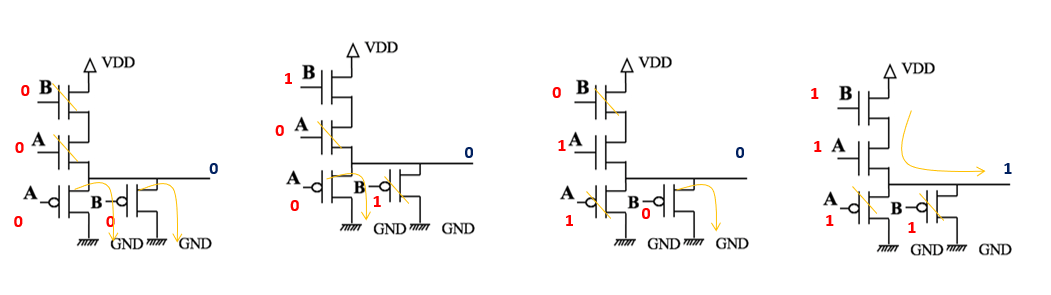 VDD
0 B
0 A
0
A B
0 0
GND GND
VDD
1 B
0 A
0
A B
0 1
GND GND
VDD
0 B
1 A
0
A B
1 0
GND GND
VDD
1 B
1 A
1
A B
1 1
GND GND